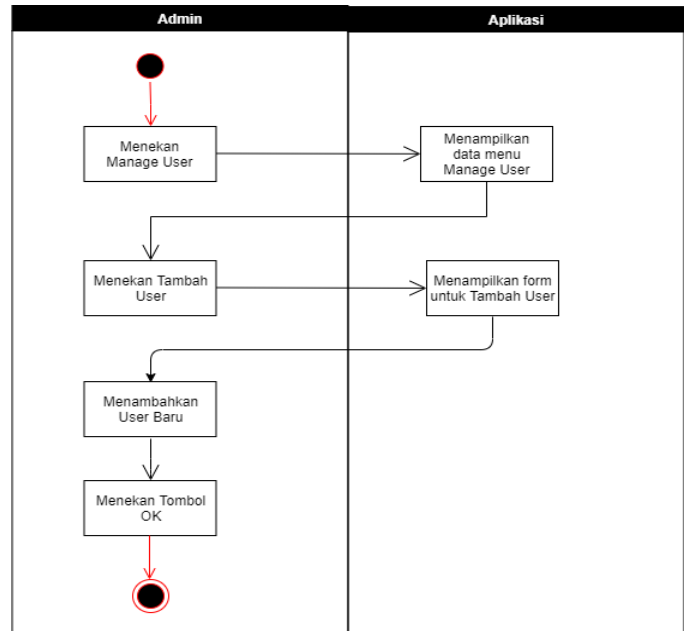 Admin
Aplikasi
Menekan
Manage User
Menampilkan
data menu
Manage User
Menekan Tambah
User
Menampilkan form
untuk Tambah User
Menambahkan
User Baru
Menekan Tombol
OK